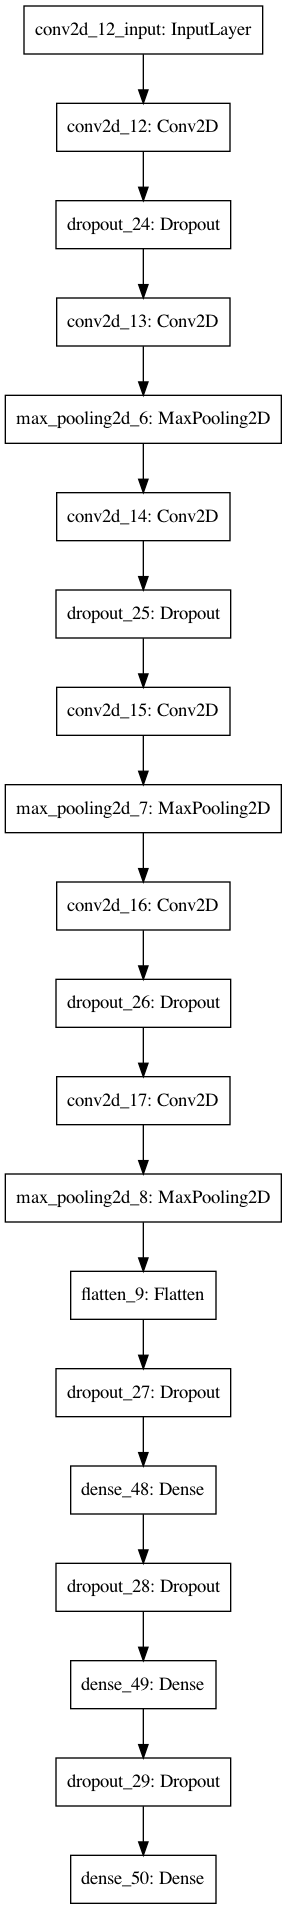 conv2d_12_input: InputLayer
conv2d_12: Conv2D
dropout_24: Dropout
conv2d_13: Conv2D
max_pooling2d_6: MaxPooling2D
conv2d_14: Conv2D
dropout_25: Dropout
conv2d_15: Conv2D
max_pooling2d_7: MaxPooling2D
conv2d_16: Conv2D
dropout_26: Dropout
conv2d_17: Conv2D
max_pooling2d_8: MaxPooling2D
flatten_9: Flatten
dropout_27: Dropout
dense_48: Dense
dropout_28: Dropout
dense_49: Dense
dropout_29: Dropout
dense_50: Dense